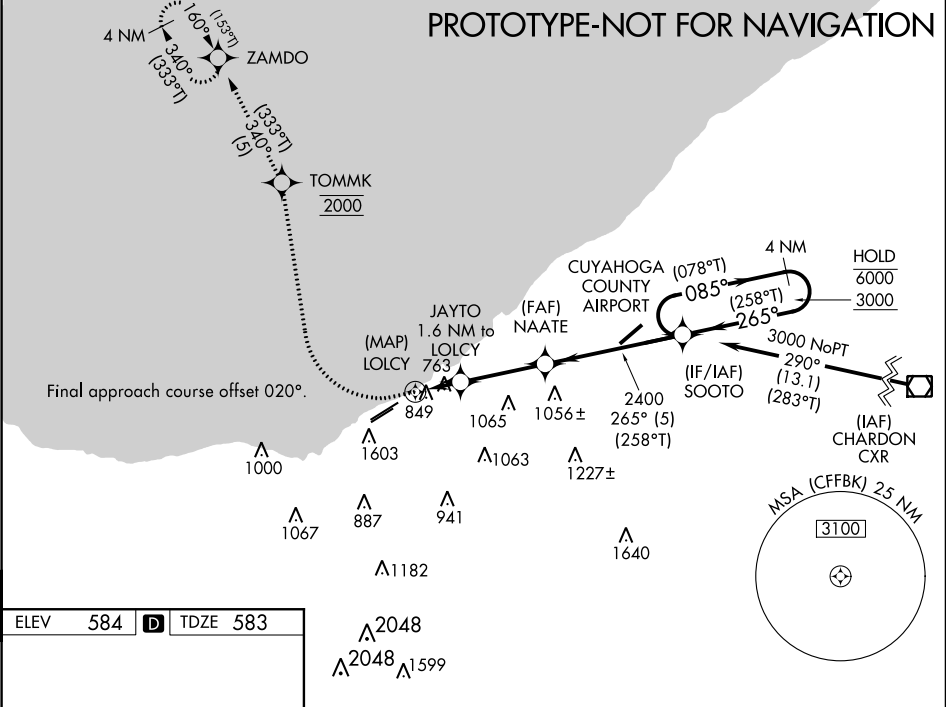 PROTOTYPE-NOT FOR NAVIGATION
4 NM
160°
(153°T)
340°
(333°T)
ZAMDO
(333°T)
340°
(5)
TOMMK
2000
CUYAHOGA
COUNTY
AIRPORT
4 NM
(078°T)
085°
(258°T)
265°
HOLD
6000
3000
(MAP)
LOLCY
JAYTO
1.6 NM to
LOLCY
(FAF)
NAATE
(IF/IAF)
SOOTO
3000 NoPT
290°
(13.1)
(283°T)
(IAF)
CHARDON
CXR
2400
265° (5)
(258°T)
Final approach course offset 020°.
763
849
1065
1056±
1603
1000
1063
1227±
1067
887
941
1640
1182
2048
2048
1599
MSA (CFFBK) 25 NM
3100
ELEV 584 D TDZE 583